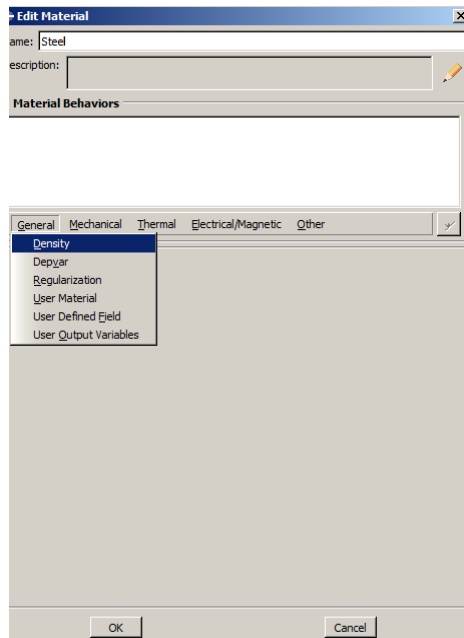 Edit Material
ame: Steel
escription:
Material Behaviors
General Mechanical Thermal Electrical/Magnetic Other
Density
Depvar
Regularization
User Material
User Defined Field
User Output Variables
OK Cancel